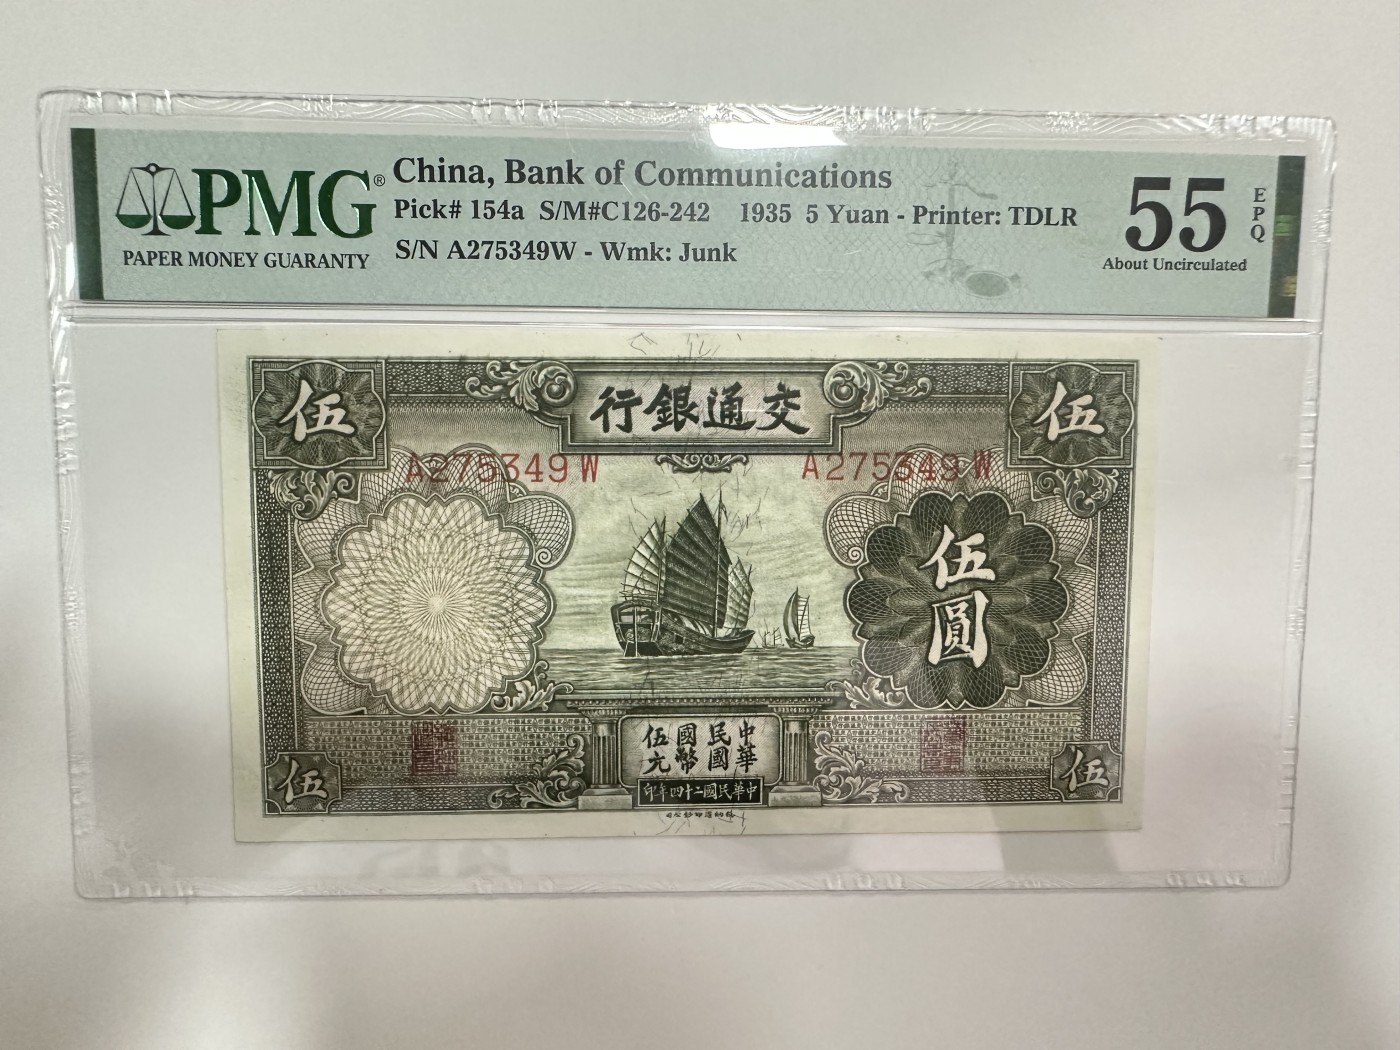 PMG®
PAPER MONEY GUARANTY
China, Bank of Communications
Pick# 154a S/M#C126-242 1935 5 Yuan - Printer: TDLR
S/N A275349W - Wmk: Junk
55
EPQ
About Uncirculated
伍
行銀通交
伍
A275349W
A275349W
伍圓
中華民國國幣伍元
印年四十二國民華中
伍
伍